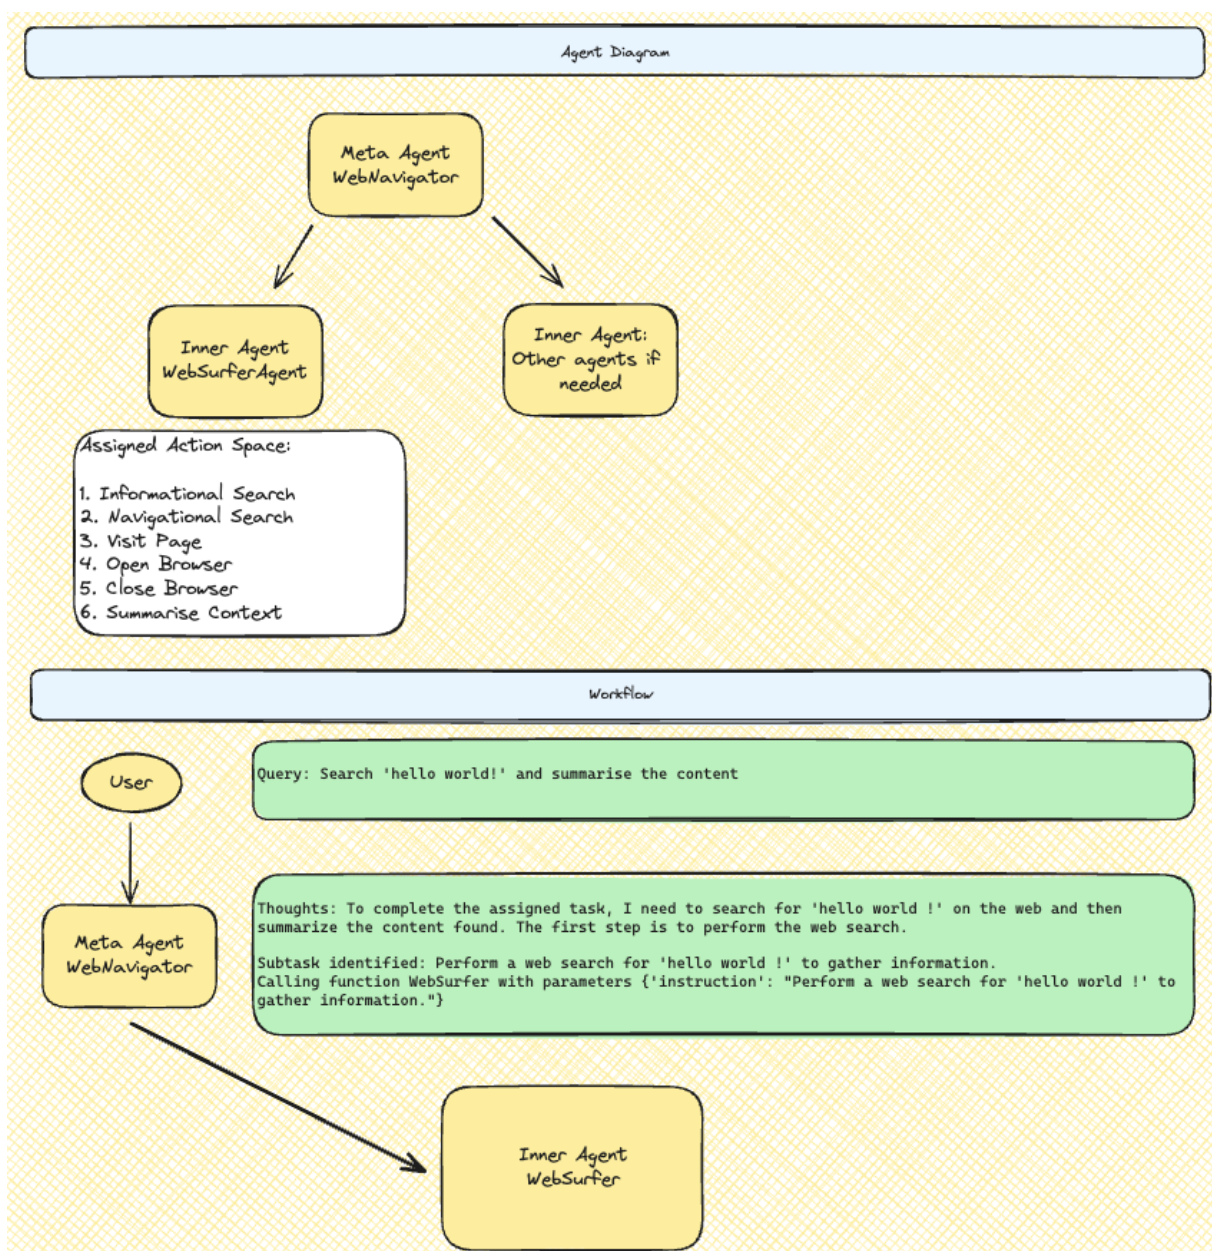 Agent Diagram
Meta Agent
WebNavigator
Inner Agent
WebSurferAgent
Inner Agent:
Other agents if
needed
Assigned Action Space:
1. Informational Search
2. Navigational Search
3. Visit Page
4. Open Browser
5. Close Browser
6. Summarise Context
Workflow
User
Query: Search 'hello world!' and summarise the content
Meta Agent
WebNavigator
Thoughts: To complete the assigned task, I need to search for 'hello world !' on the web and then
summarize the content found. The first step is to perform the web search.
Subtask identified: Perform a web search for 'hello world !' to gather information.
Calling function WebSurfer with parameters {'instruction': "Perform a web search for 'hello world !' to
gather information."}
Inner Agent
WebSurfer